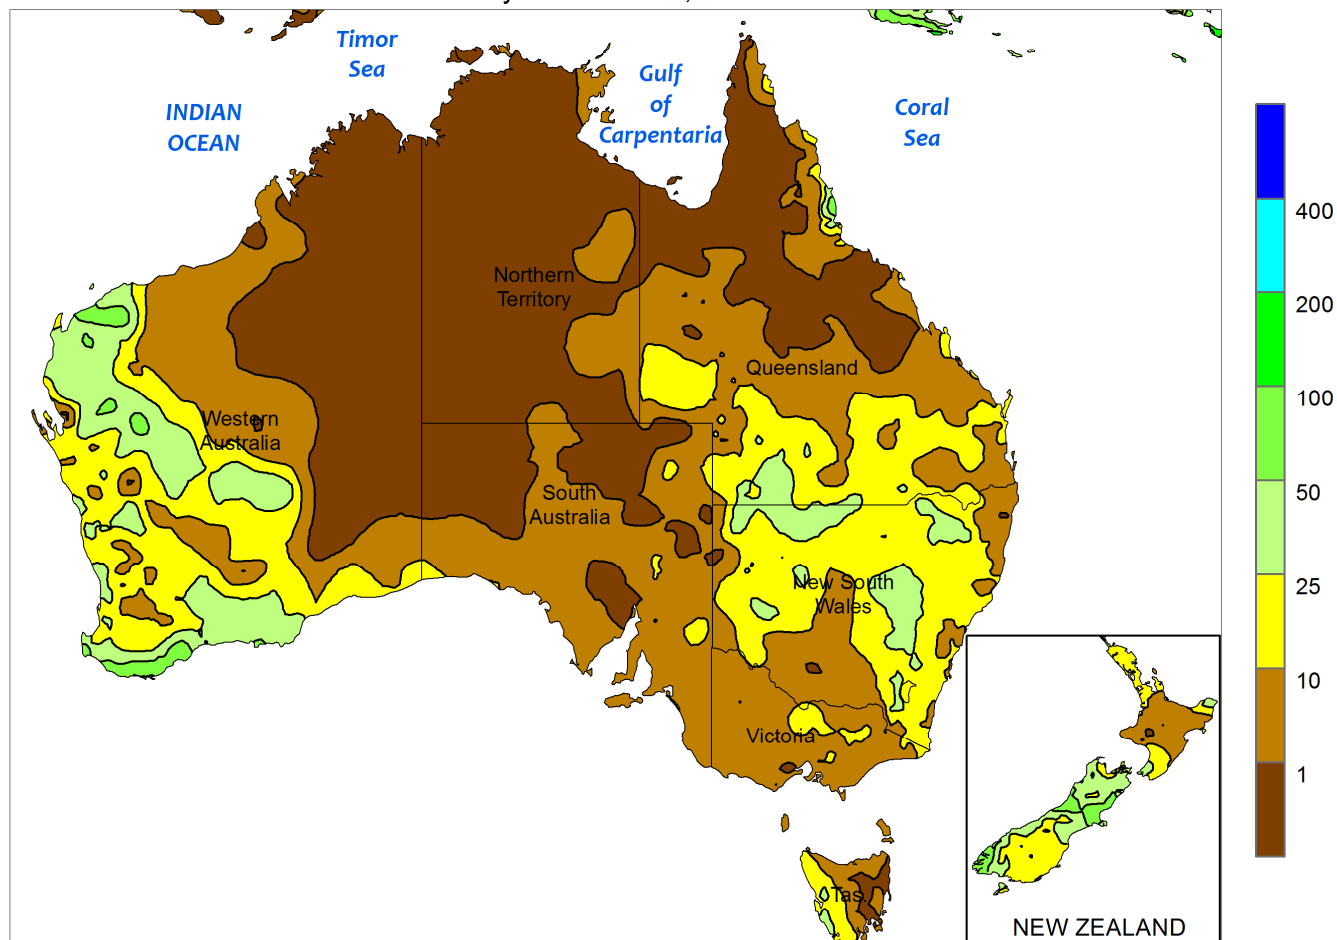 Timor
Sea
Gulf
of
Carpentaria
INDIAN
OCEAN
Coral
Sea
400
200
100
50
25
10
1
Northern
Territory
Queensland
Western
Australia
South
Australia
New South
Wales
Victoria
Tas.
NEW ZEALAND